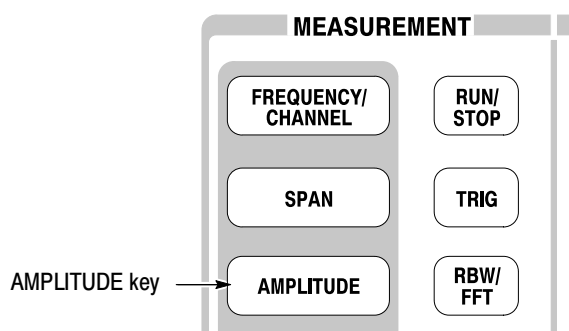 MEASUREMENT
FREQUENCY/
CHANNEL
RUN/
STOP
SPAN
TRIG
AMPLITUDE key
AMPLITUDE
RBW/
FFT